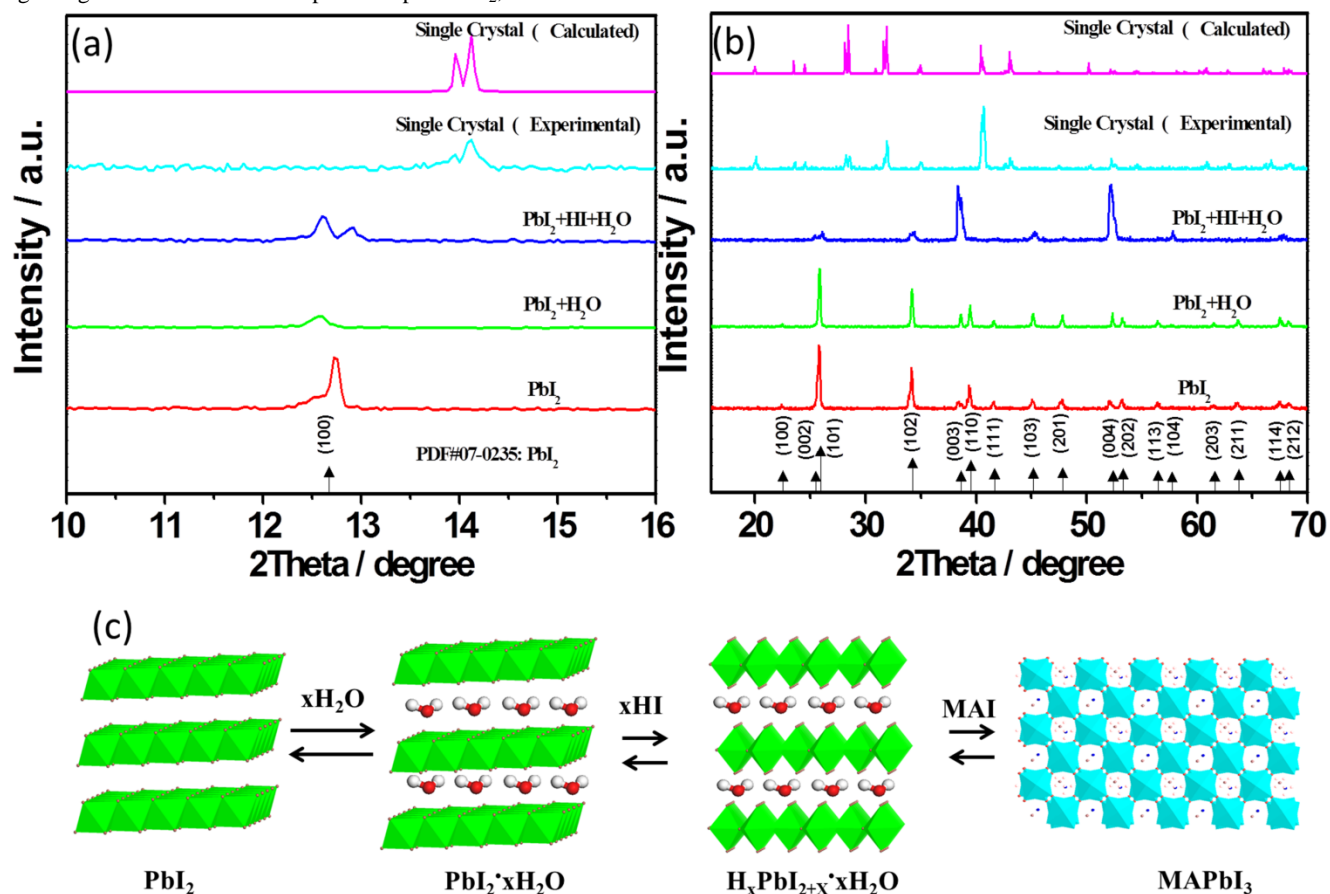 (a)
Single Crystal ( Calculated)
Single Crystal ( Experimental)
PbI₂+HI+H₂O
PbI₂+H₂O
PbI₂
(100)
PDF#07-0235: PbI₂
Intensity / a.u.
10 11 12 13 14 15 16
2Theta / degree
(b)
Single Crystal ( Calculated)
Single Crystal ( Experimental)
PbI₂+HI+H₂O
PbI₂+H₂O
PbI₂
(100) (002) (101) (102) (003) (110) (111) (103) (201) (004) (202) (113) (104) (203) (211) (114) (212)
Intensity / a.u.
20 30 40 50 60 70
2Theta / degree
(c)
xH₂O
xHI
MAI
PbI₂
PbI₂·xH₂O
HₓPbI₂₊X·xH₂O
MAPbI₃